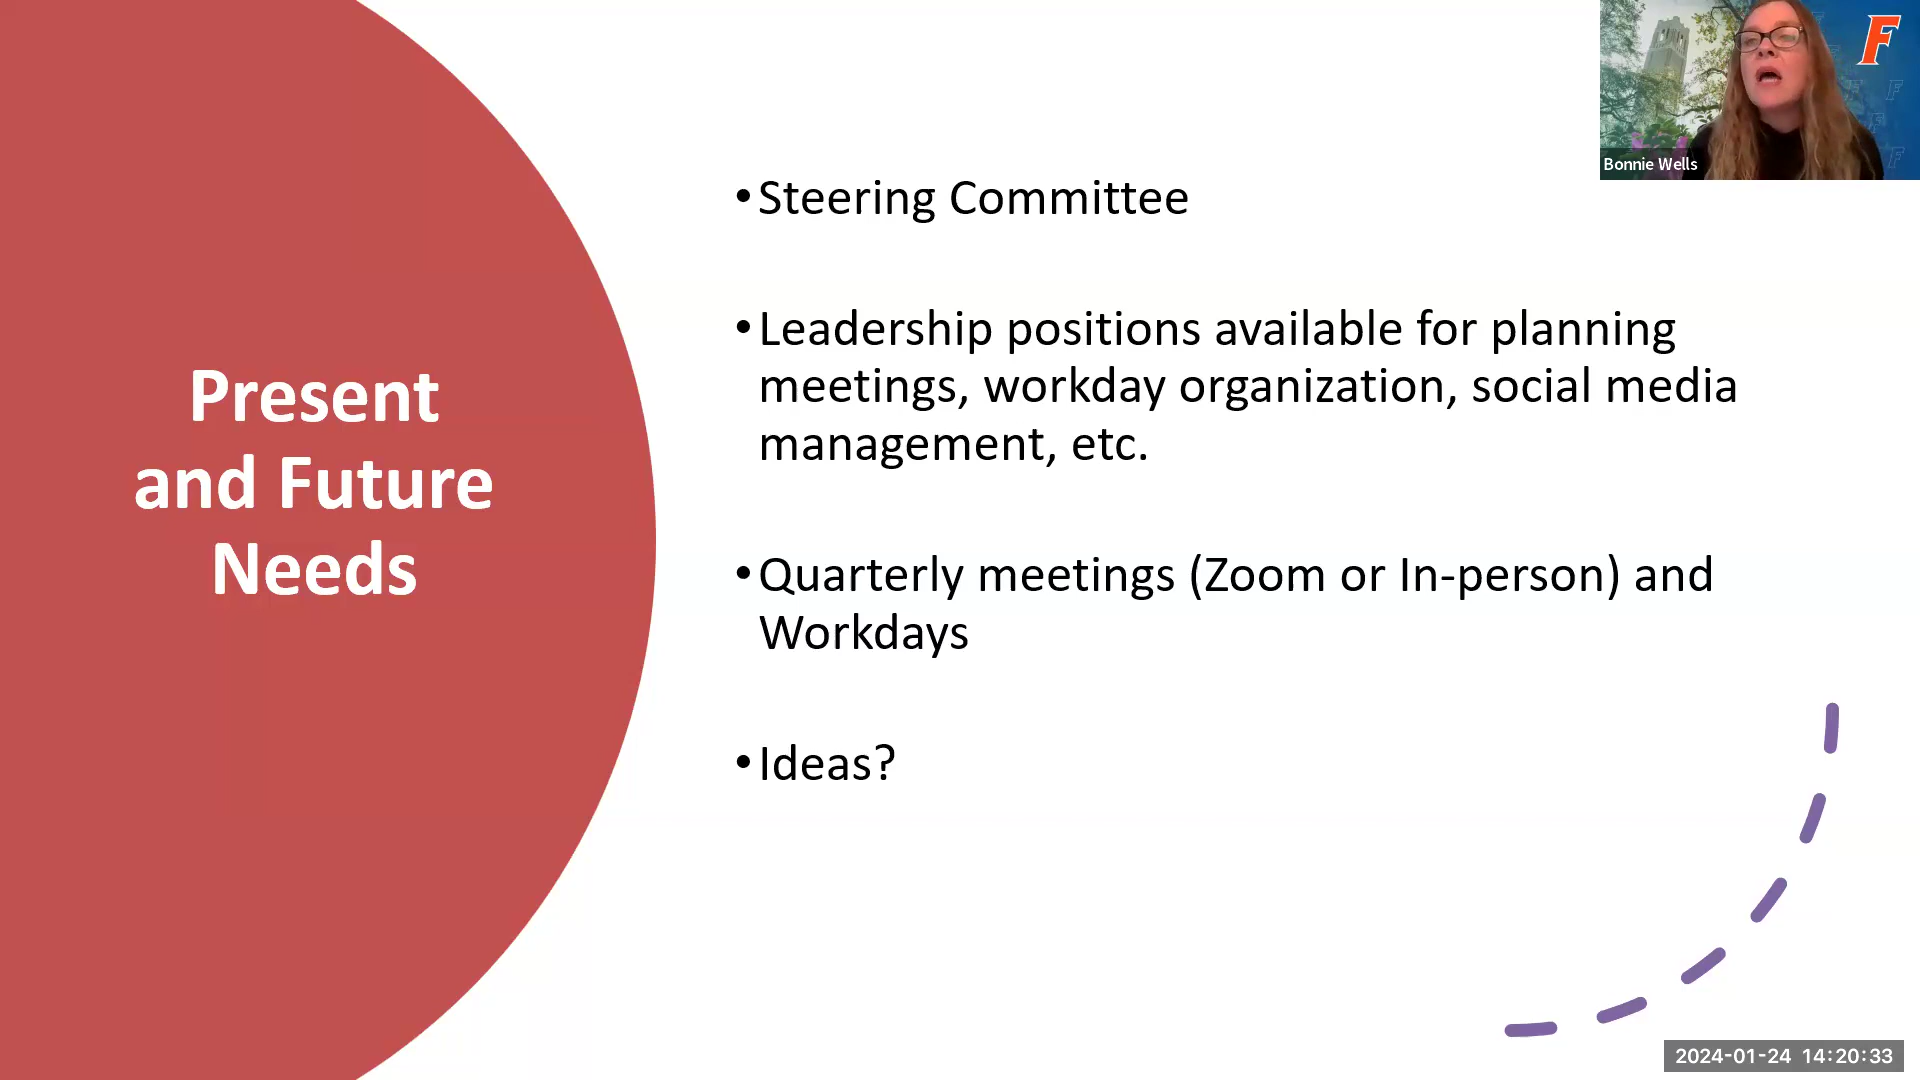 F
Bonnie Wells
Present
and Future
Needs
•Steering Committee
•Leadership positions available for planning
meetings, workday organization, social media
management, etc.
•Quarterly meetings (Zoom or In-person) and
Workdays
•Ideas?
2024-01-24 14:20:33